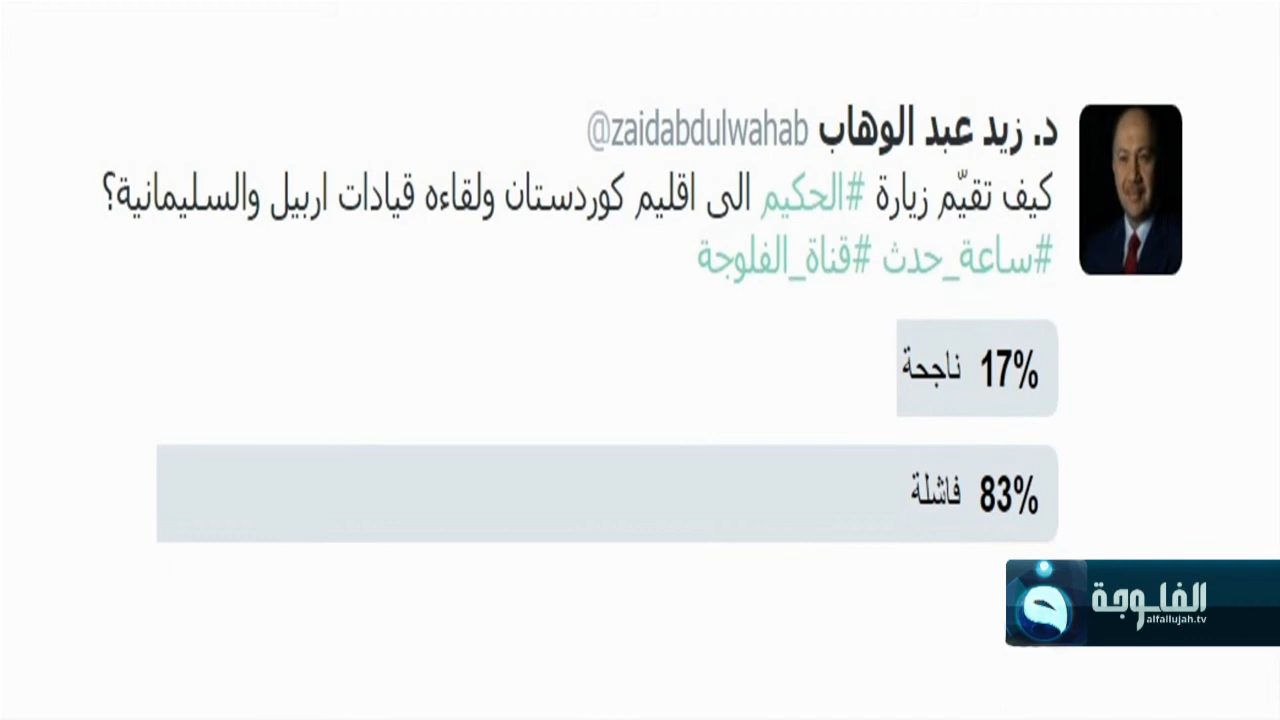 د. زيد عبد الوهاب @zaidabdulwahab
كيف تقيّم زيارة #الحكيم الى اقليم كوردستان ولقاءه قيادات اربيل والسليمانية؟
#ساعة_حدث #قناة_الفلوجة
17% ناجحة
83% فاشلة
الفلوجة
alfallujah.tv